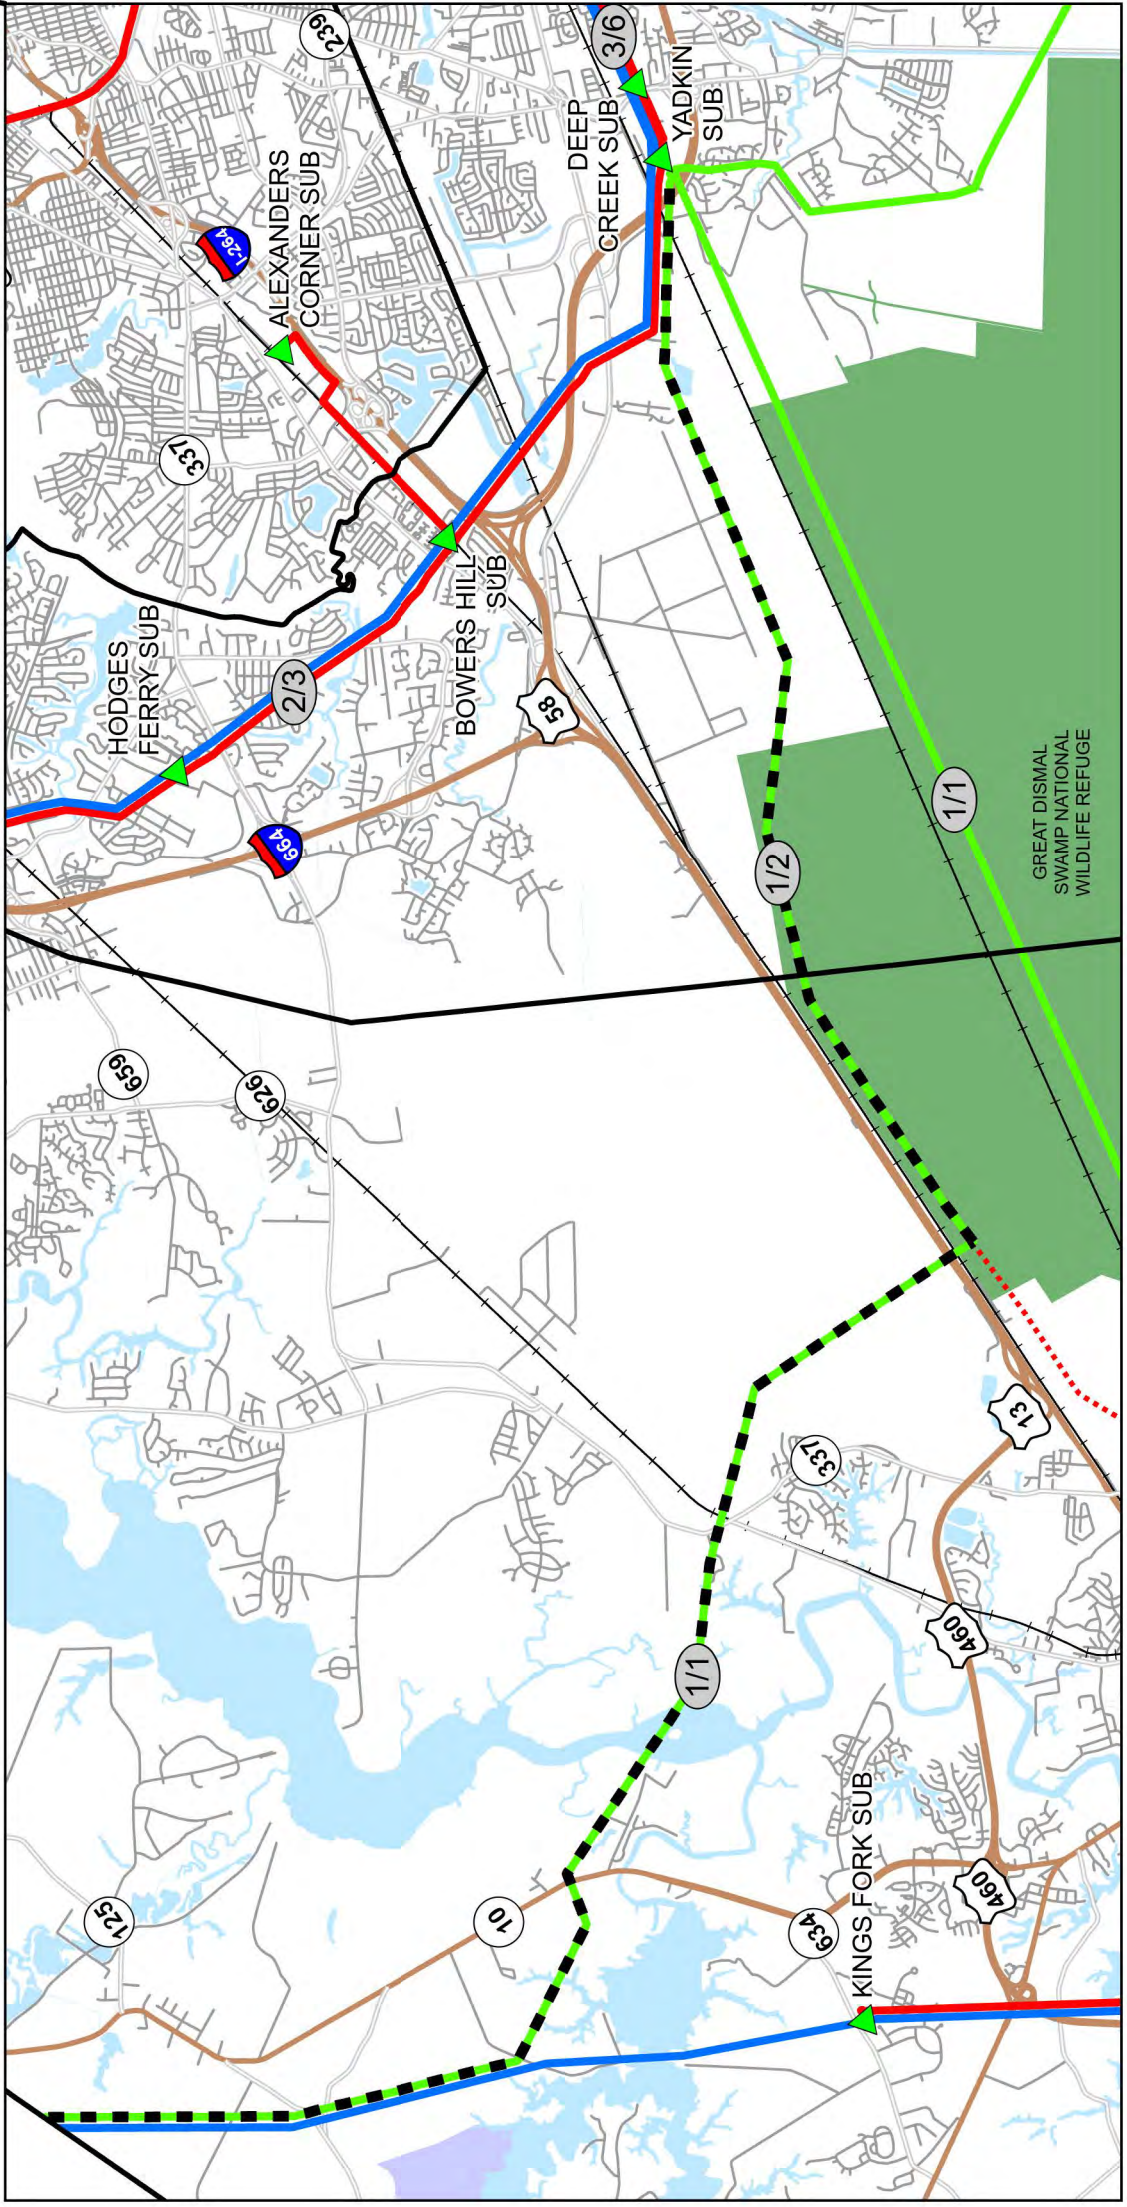 239
3/6
YADKIN
SUB
DEEP
CREEK SUB
ALEXANDERS
CORNER SUB
I-264
337
HODGES
FERRY SUB
2/3
BOWERS HILL
SUB
58
664
1/2
1/1
GREAT DISMAL
SWAMP NATIONAL
WILDLIFE REFUGE
659
626
13
337
460
1/1
KINGS FORK SUB
460
634
10
125